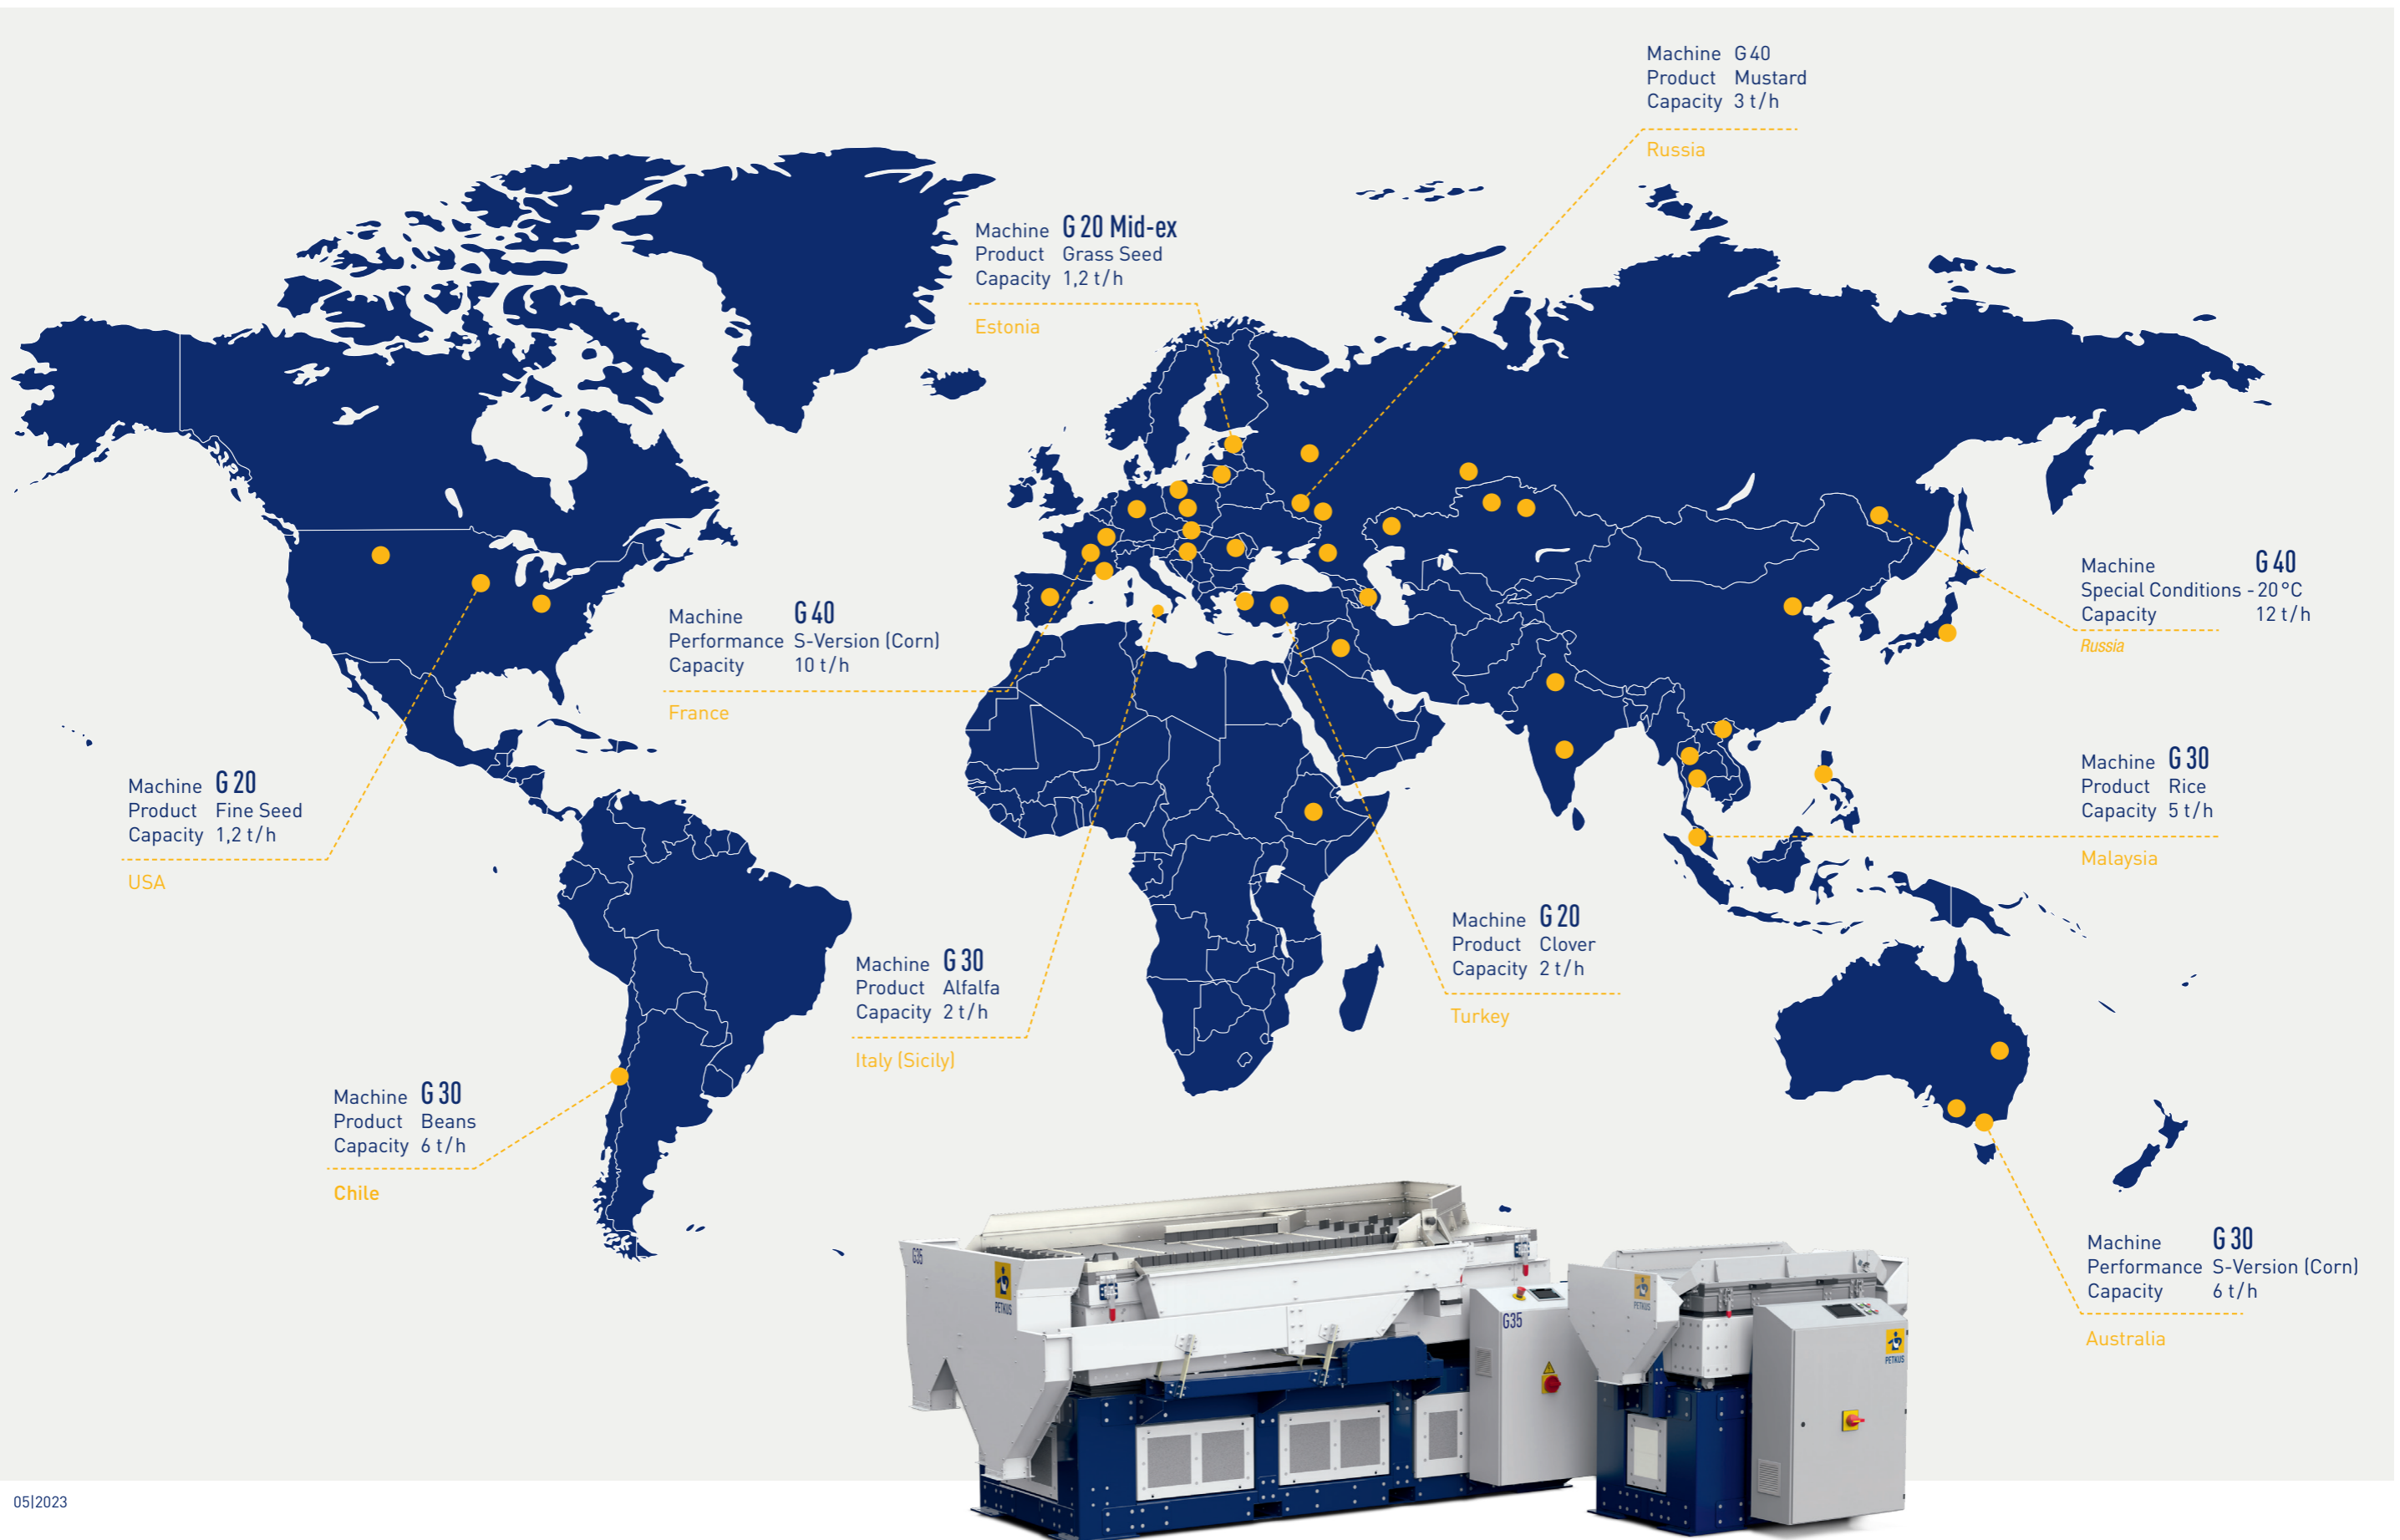 Machine G 40
Product Mustard
Capacity 3 t/h
Russia
Machine G 20 Mid-ex
Product Grass Seed
Capacity 1,2 t/h
Estonia
Machine G 40
Special Conditions -20°C
Capacity 12 t/h
Russia
Machine G 40
Performance S-Version (Corn)
Capacity 10 t/h
France
Machine G 20
Product Fine Seed
Capacity 1,2 t/h
USA
Machine G 30
Product Rice
Capacity 5 t/h
Malaysia
Machine G 20
Product Clover
Capacity 2 t/h
Turkey
Machine G 30
Product Alfalfa
Capacity 2 t/h
Italy (Sicily)
Machine G 30
Product Beans
Capacity 6 t/h
Chile
Machine G 30
Performance S-Version (Corn)
Capacity 6 t/h
Australia
G35
PETKUS
G35
PETKUS
PETKUS
05|2023